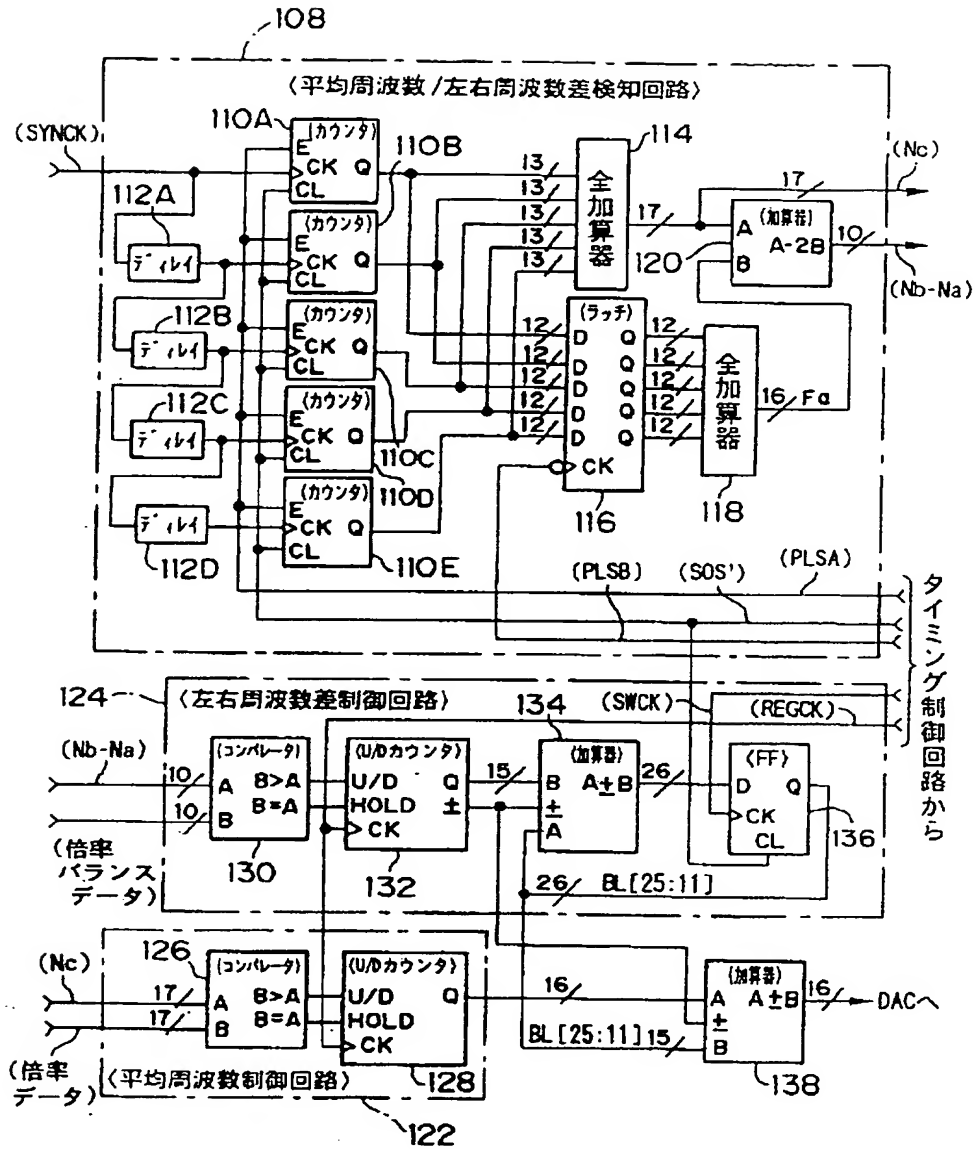 108
〈平均周波数/左右周波数差検知回路〉
(SYNCK)
110A
(カウンタ)
E
CK Q
CL
110B
112A
ディレイ
(カウンタ)
E
CK Q
CL
112B
ディレイ
(カウンタ)
E
CK Q
CL
110C
112C
ディレイ
(カウンタ)
E
CK Q
CL
110D
ディレイ
112D
(カウンタ)
E
CK Q
CL
110E
13
13
13
13
13
114
全加算器
17
17
(Nc)
(加算器)
A A-2B
B
120
10
(Nb-Na)
(ラッチ)
12 D Q 12
12 D 12
12 D Q 12
12 D Q 12
12 D Q 12
CK
116
全加算器
118
16 Fα
(PLSB)
(SOS')
(PLSA)
タイミング制御回路から
124
〈左右周波数差制御回路〉
(SWCK)
(REGCK)
(Nb-Na)
10
10
(倍率
バランス
データ)
(コンパレータ)
A B>A
B B=A
130
(U/Dカウンタ)
U/D Q
HOLD ±
CK
132
15
134
(加算器)
B A±B
±
A
26
(FF)
D Q
CK
CL
136
26 BL[25:11]
(Nc)
17
17
(倍率
データ)
126
(コンパレータ)
A B>A
B B=A
(U/Dカウンタ)
U/D Q
HOLD
CK
128
〈平均周波数制御回路〉
122
16
BL[25:11] 15
(加算器)
A A±B
±
B
138
16
DACへ